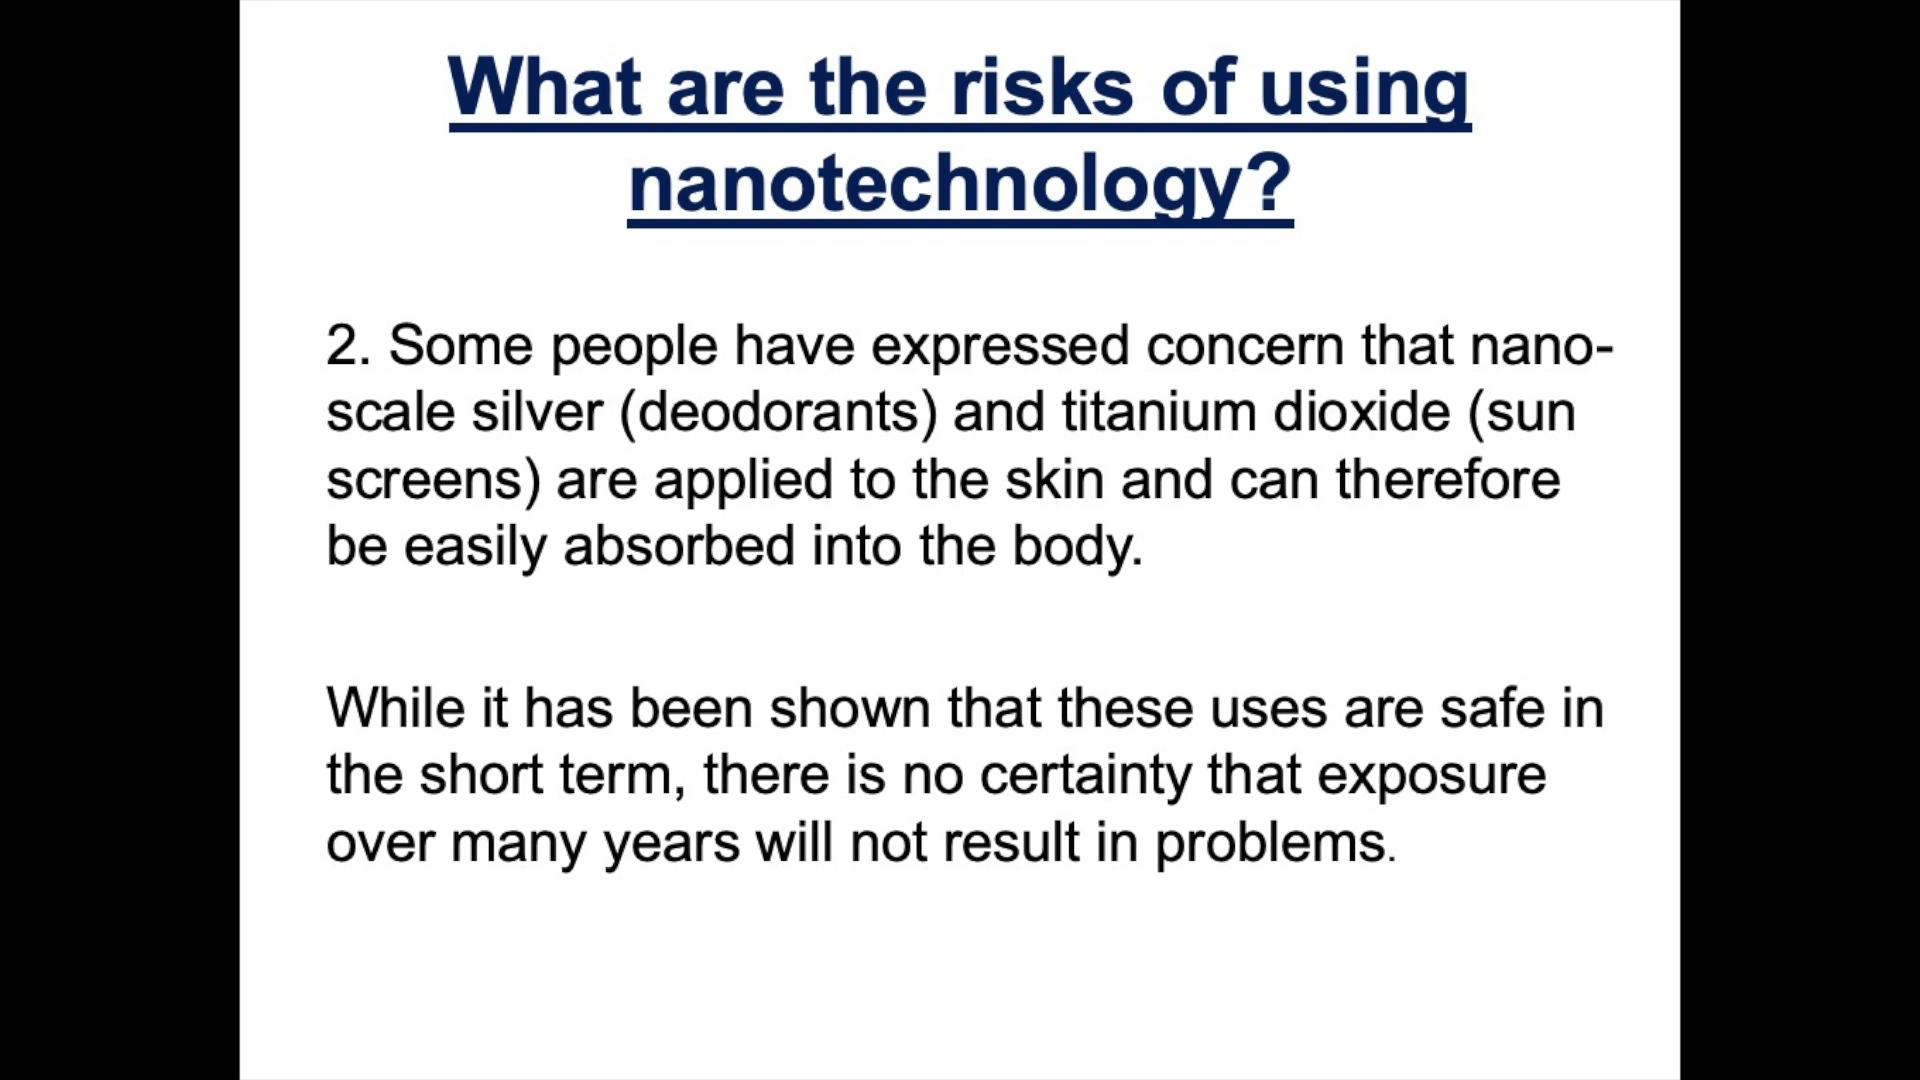 What are the risks of using
nanotechnology?
2. Some people have expressed concern that nano-
scale silver (deodorants) and titanium dioxide (sun
screens) are applied to the skin and can therefore
be easily absorbed into the body.
While it has been shown that these uses are safe in
the short term, there is no certainty that exposure
over many years will not result in problems.